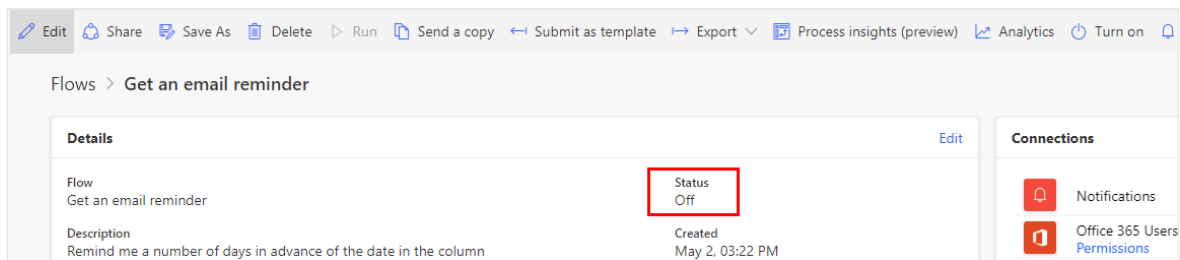 Edit Share Save As Delete Run Send a copy Submit as template Export Process insights (preview) Analytics Turn on
Flows > Get an email reminder
Details Edit
Connections
Flow
Get an email reminder
Status
Off
Notifications
Description
Remind me a number of days in advance of the date in the column
Created
May 2, 03:22 PM
Office 365 Users
Permissions